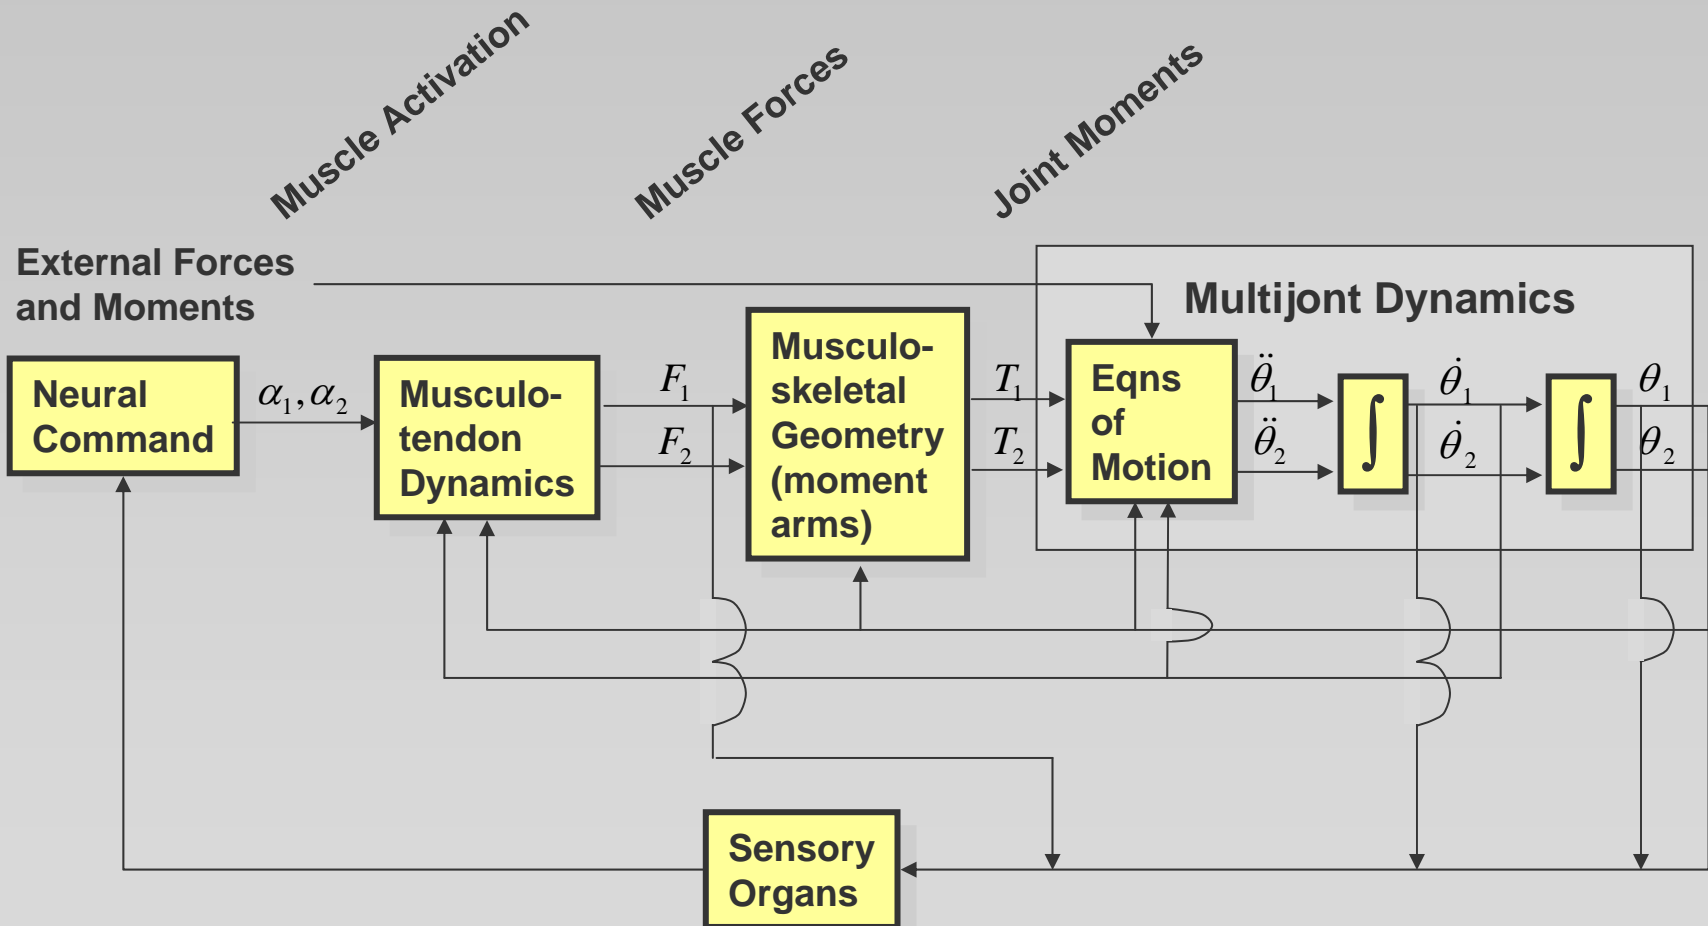 Muscle Activation
Muscle Forces
Joint Moments
External Forces
and Moments
Multijont Dynamics
Neural
Command
α₁, α₂
Musculo-
tendon
Dynamics
F₁
F₂
Musculo-
skeletal
Geometry
(moment
arms)
T₁
T₂
Eqns
of
Motion
θ̈₁
θ̈₂
∫
θ̇₁
θ̇₂
∫
θ₁
θ₂
Sensory
Organs